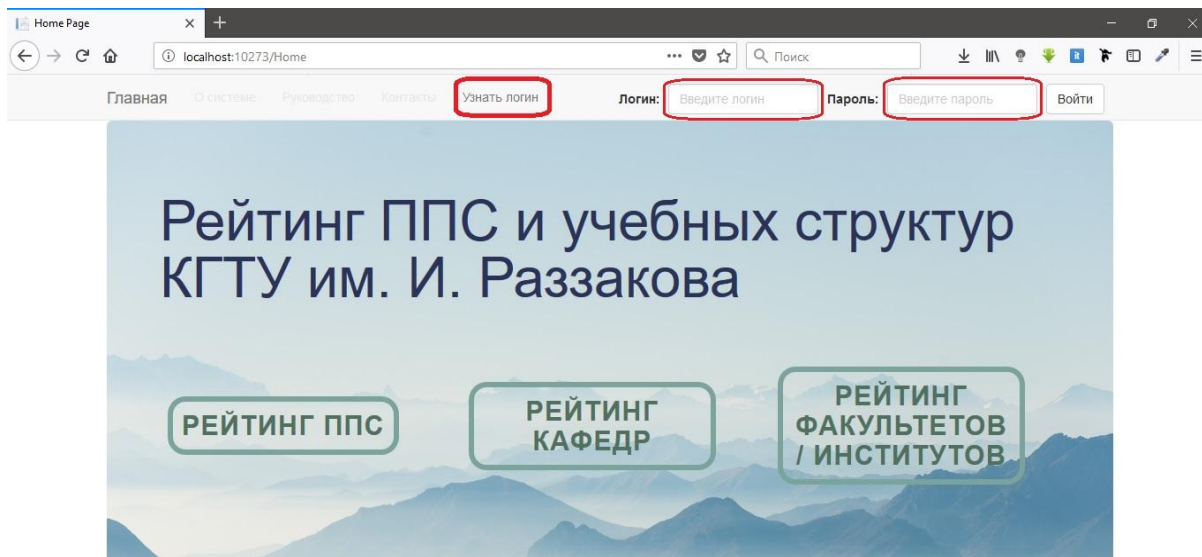 Home Page
localhost:10273/Home
Поиск
Главная О системе Руководство Контакты Узнать логин Логин: Введите логин Пароль: Введите пароль Войти
Рейтинг ППС и учебных структур
КГТУ им. И. Раззакова
РЕЙТИНГ ППС
РЕЙТИНГ
КАФЕДР
РЕЙТИНГ
ФАКУЛЬТЕТОВ
/ ИНСТИТУТОВ